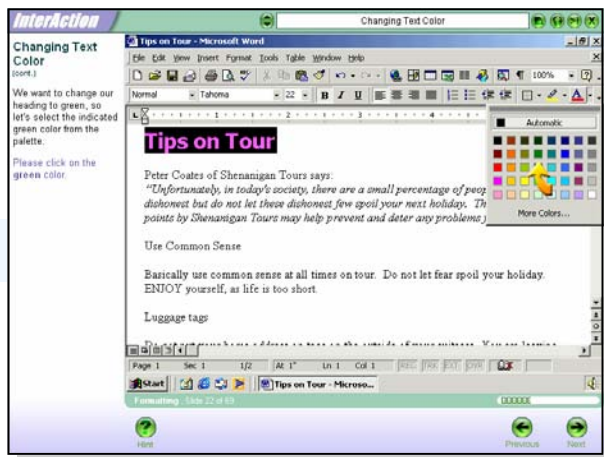 InterAction
Changing Text Color
Changing Text
Color
(cont.)
We want to change our
heading to green, so
let's select the indicated
green color from the
palette.
Please click on the
green color.
Tips on Tour - Microsoft Word
File Edit View Insert Format Tools Table Window Help
100%
Normal Tahoma 22 B I U
Automatic
More Colors...
Tips on Tour
Peter Coates of Shenanigan Tours says:
"Unfortunately, in today's society, there are a small percentage of peop
dishonest but do not let these dishonest few spoil your next holiday. Th
points by Shenanigan Tours may help prevent and deter any problems
Use Common Sense
Basically use common sense at all times on tour. Do not let fear spoil your holiday.
ENJOY yourself, as life is too short.
Luggage tags
Page 1 Sec 1 1/2 At 1" Ln 1 Col 1 REC TRK EXT OVR
Start Tips on Tour - Microso...
Formatting Slide 22 of 69
Hint Previous Next